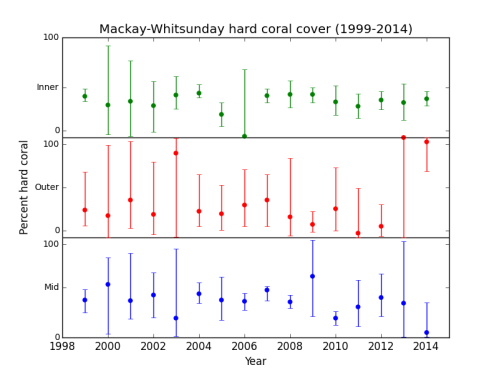 Mackay-Whitsunday hard coral cover (1999-2014)
100
Inner
0
100
Outer
0
100
Mid
0
Percent hard coral
1998 2000 2002 2004 2006 2008 2010 2012 2014
Year